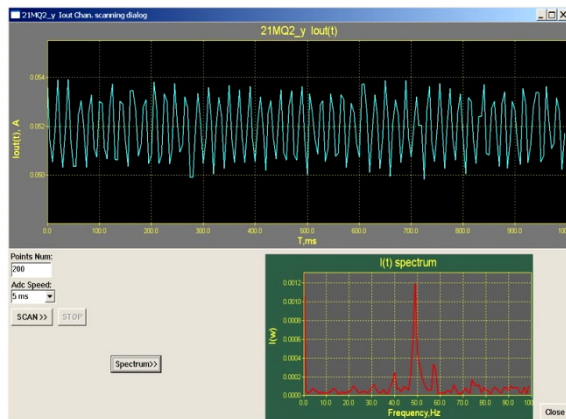 21MQ2_y Iout Chan. scanning dialog
21MQ2_y Iout(t)
Iout(t), A
0.054
0.052
0.050
0.0 100.0 200.0 300.0 400.0 500.0 600.0 700.0 800.0 900.0 1000
T,ms
Points Num:
200
Adc Speed:
5 ms
SCAN >> STOP
Spectrum>>
I(t) spectrum
I(w)
0.0012
0.0010
0.0008
0.0006
0.0004
0.0002
0.0000
0.0 10.0 20.0 30.0 40.0 50.0 60.0 70.0 80.0 90.0 100
Frequency,Hz
Close